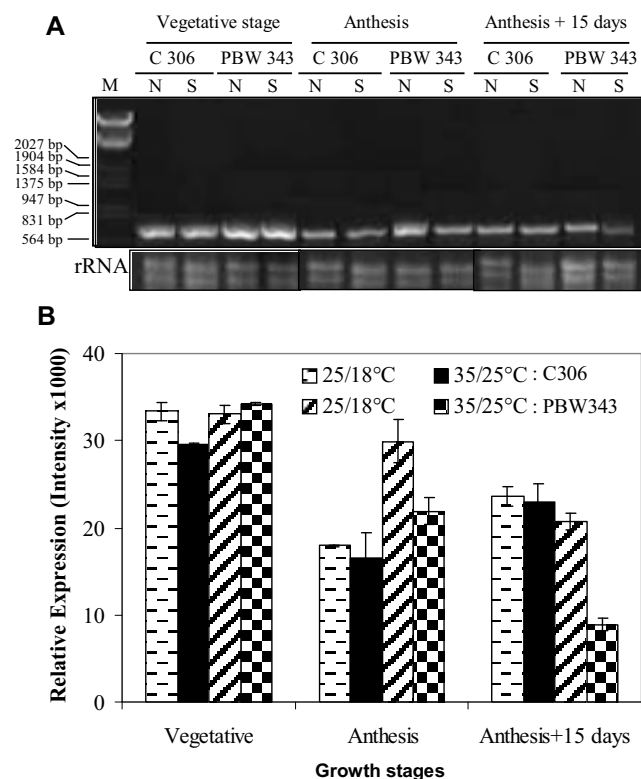 A
Vegetative stage Anthesis Anthesis + 15 days
C 306 PBW 343 C 306 PBW 343 C 306 PBW 343
M N S N S N S N S N S N S
2027 bp
1904 bp
1584 bp
1375 bp
947 bp
831 bp
564 bp
rRNA
B
40
30
20
10
0
Relative Expression (Intensity x1000)
25/18°C 35/25°C : C306
25/18°C 35/25°C : PBW343
Vegetative Anthesis Anthesis+15 days
Growth stages